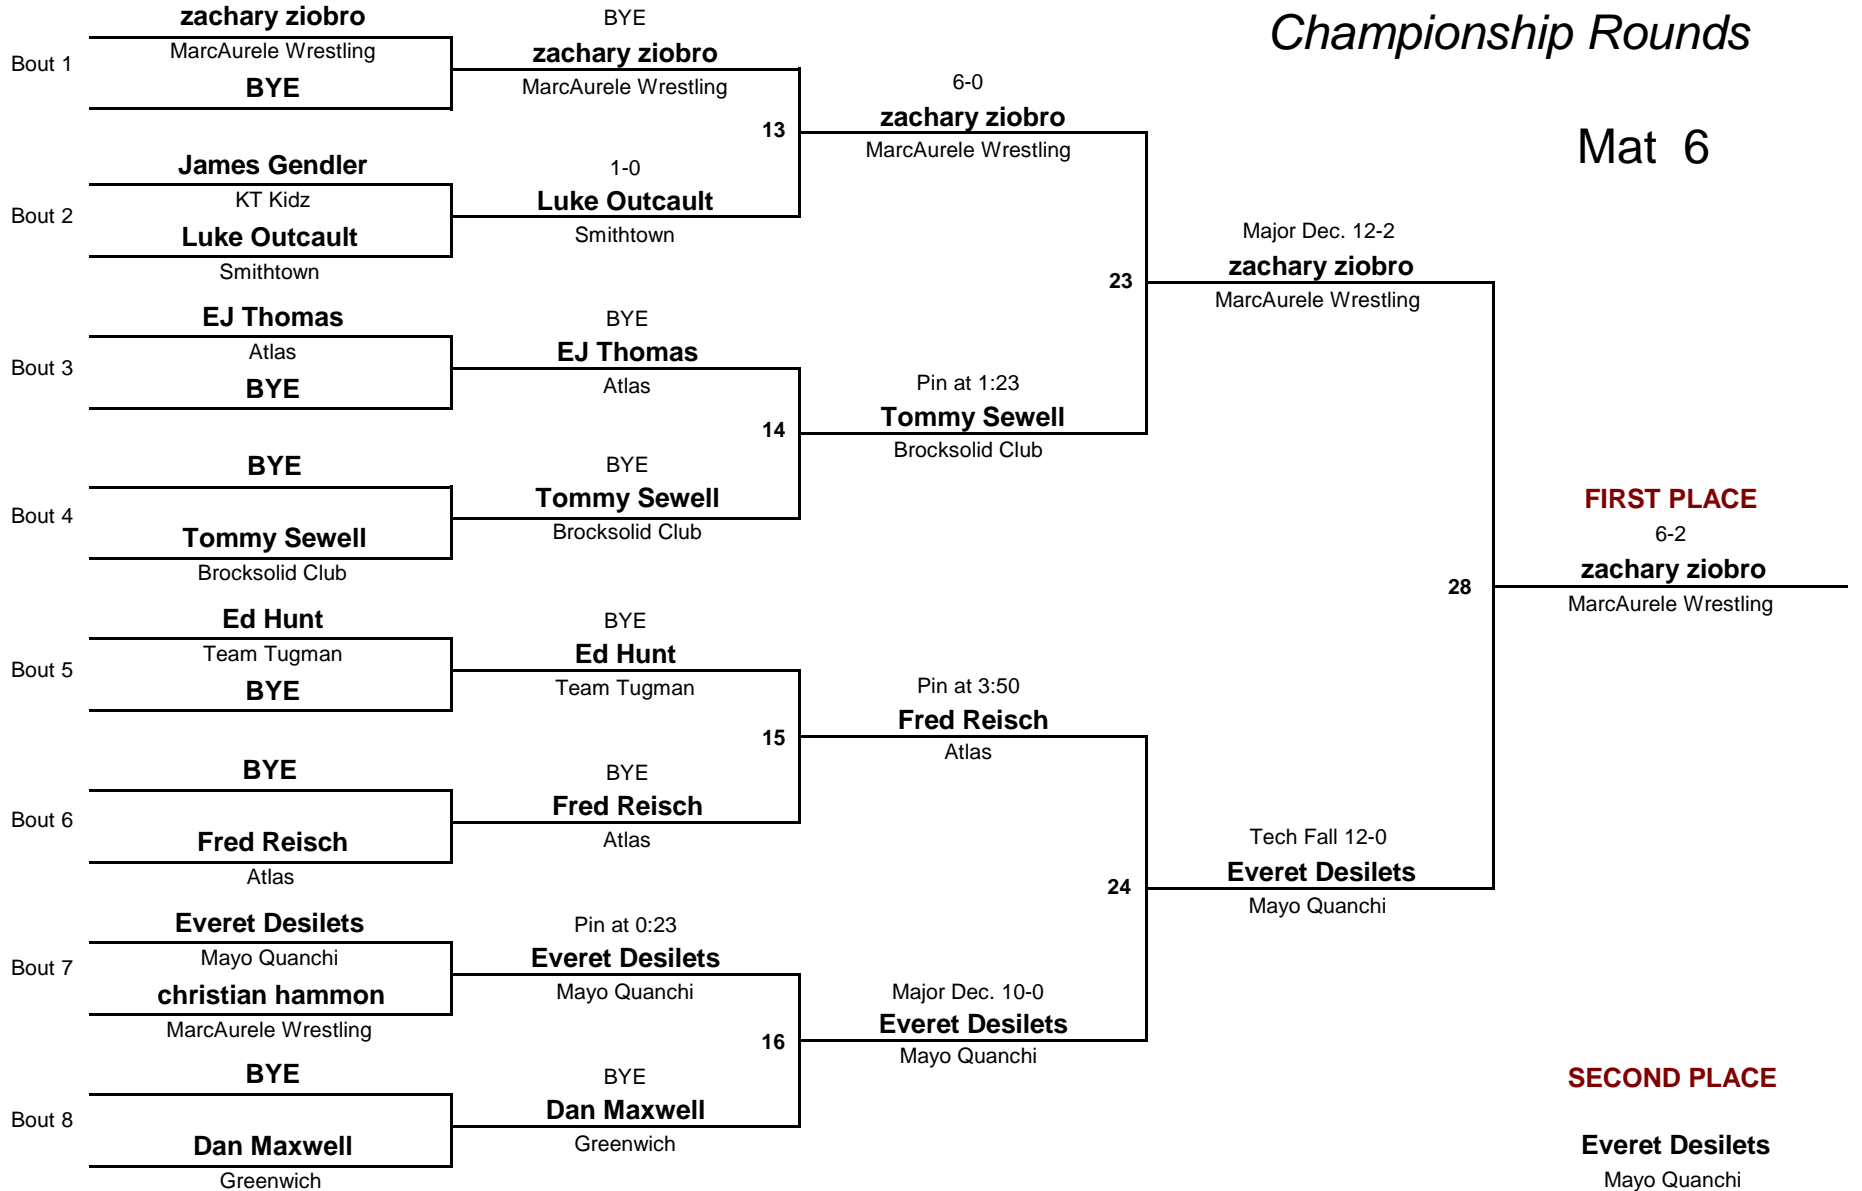 Championship Rounds
Mat 6
Bout 1
zachary ziobro
MarcAurele Wrestling
BYE
Bout 2
James Gendler
KT Kidz
Luke Outcault
Smithtown
Bout 3
EJ Thomas
Atlas
BYE
Bout 4
BYE
Tommy Sewell
Brocksolid Club
Bout 5
Ed Hunt
Team Tugman
BYE
Bout 6
BYE
Fred Reisch
Atlas
Bout 7
Everet Desilets
Mayo Quanchi
christian hammon
MarcAurele Wrestling
Bout 8
BYE
Dan Maxwell
Greenwich
BYE
zachary ziobro
MarcAurele Wrestling
13
1-0
Luke Outcault
Smithtown
BYE
EJ Thomas
Atlas
14
BYE
Tommy Sewell
Brocksolid Club
BYE
Ed Hunt
Team Tugman
15
BYE
Fred Reisch
Atlas
Pin at 0:23
Everet Desilets
Mayo Quanchi
16
BYE
Dan Maxwell
Greenwich
6-0
zachary ziobro
MarcAurele Wrestling
23
Pin at 1:23
Tommy Sewell
Brocksolid Club
Pin at 3:50
Fred Reisch
Atlas
24
Major Dec. 10-0
Everet Desilets
Mayo Quanchi
Major Dec. 12-2
zachary ziobro
MarcAurele Wrestling
28
Tech Fall 12-0
Everet Desilets
Mayo Quanchi
FIRST PLACE
6-2
zachary ziobro
MarcAurele Wrestling
SECOND PLACE
Everet Desilets
Mayo Quanchi